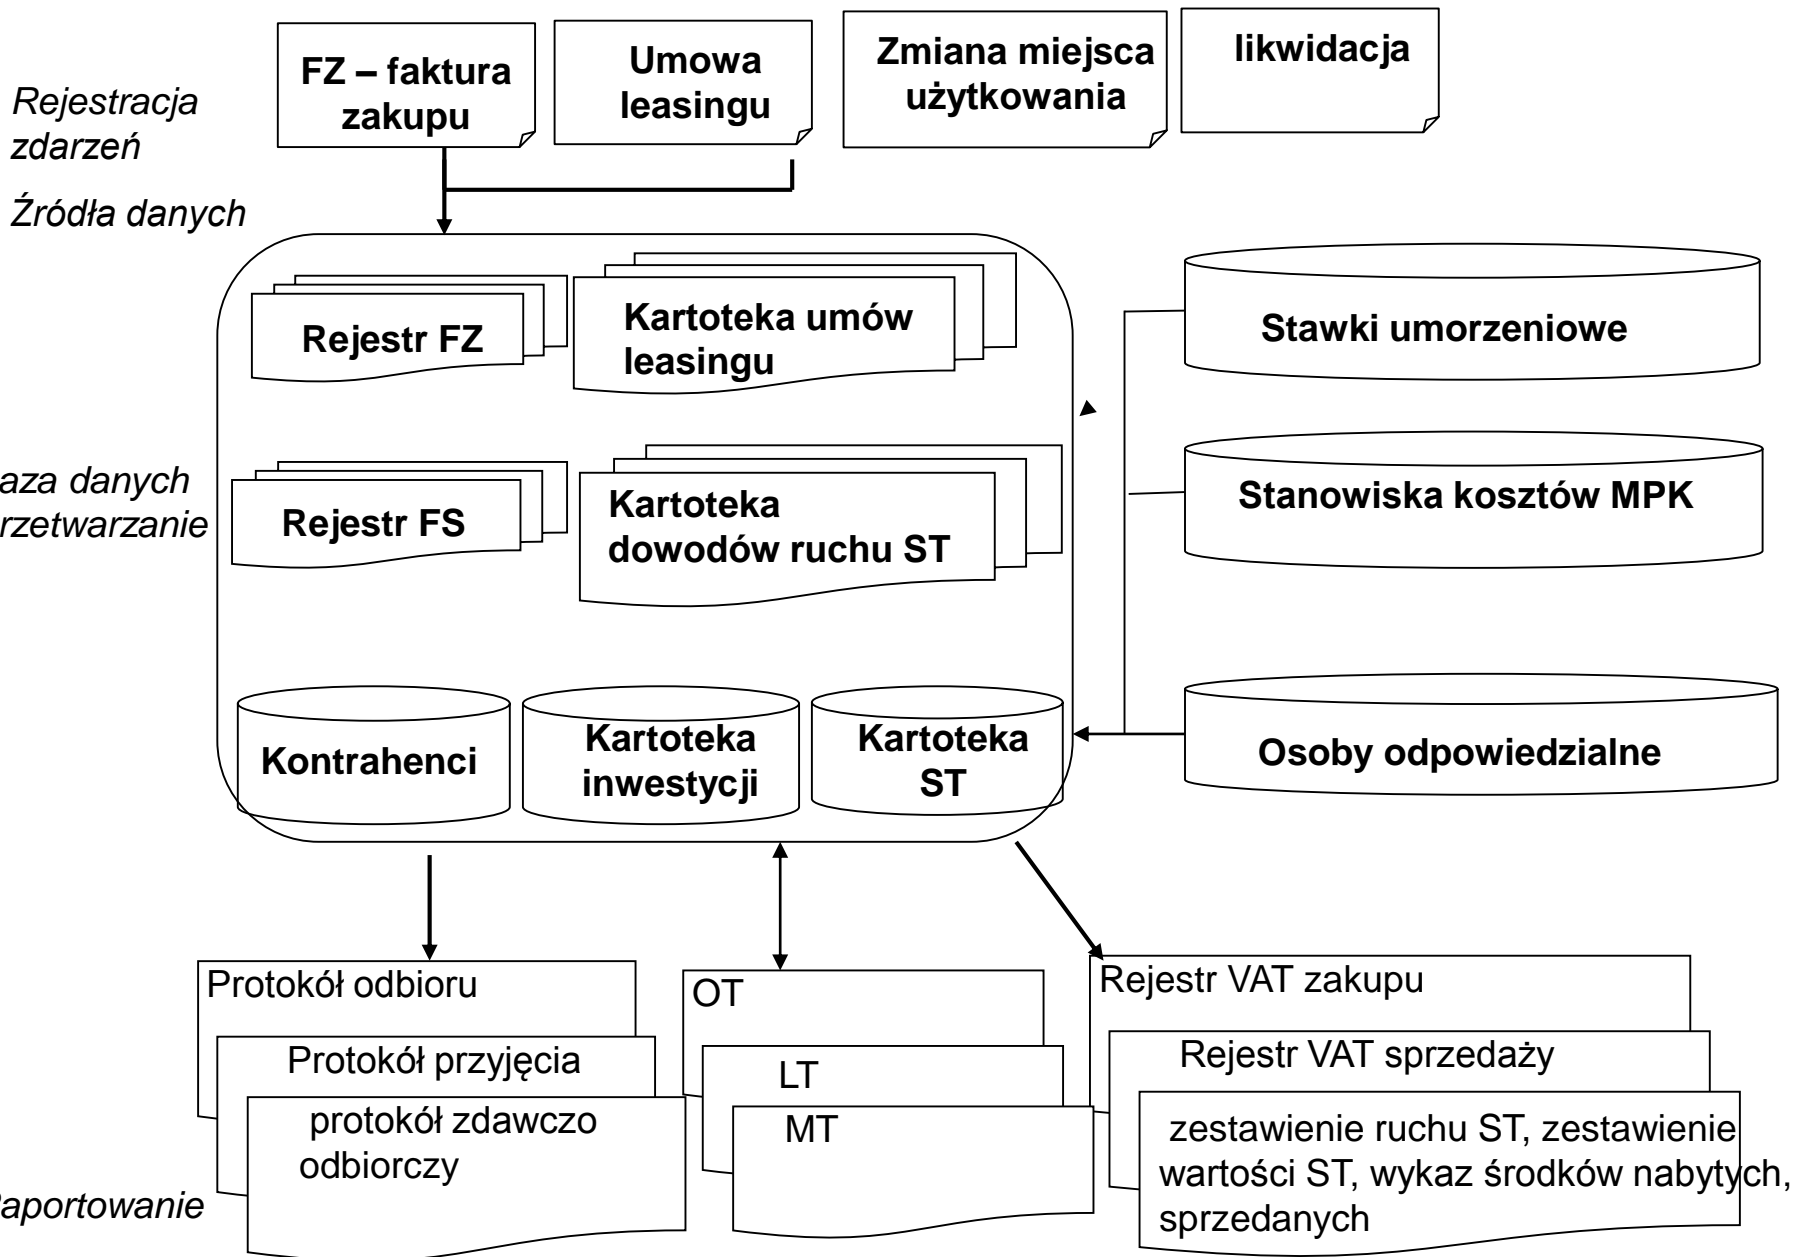 FZ – faktura
zakupu
Umowa
leasingu
Zmiana miejsca
użytkowania
likwidacja
Rejestracja
zdarzeń
Źródła danych
Rejestr FZ
Kartoteka umów
leasingu
Stawki umorzeniowe
aza danych
rzetwarzanie
Rejestr FS
Kartoteka
dowodów ruchu ST
Stanowiska kosztów MPK
Kontrahenci
Kartoteka
inwestycji
Kartoteka
ST
Osoby odpowiedzialne
Protokół odbioru
Protokół przyjęcia
protokół zdawczo
odbiorczy
OT
LT
MT
Rejestr VAT zakupu
Rejestr VAT sprzedaży
zestawienie ruchu ST, zestawienie
wartości ST, wykaz środków nabytych,
sprzedanych
Raportowanie